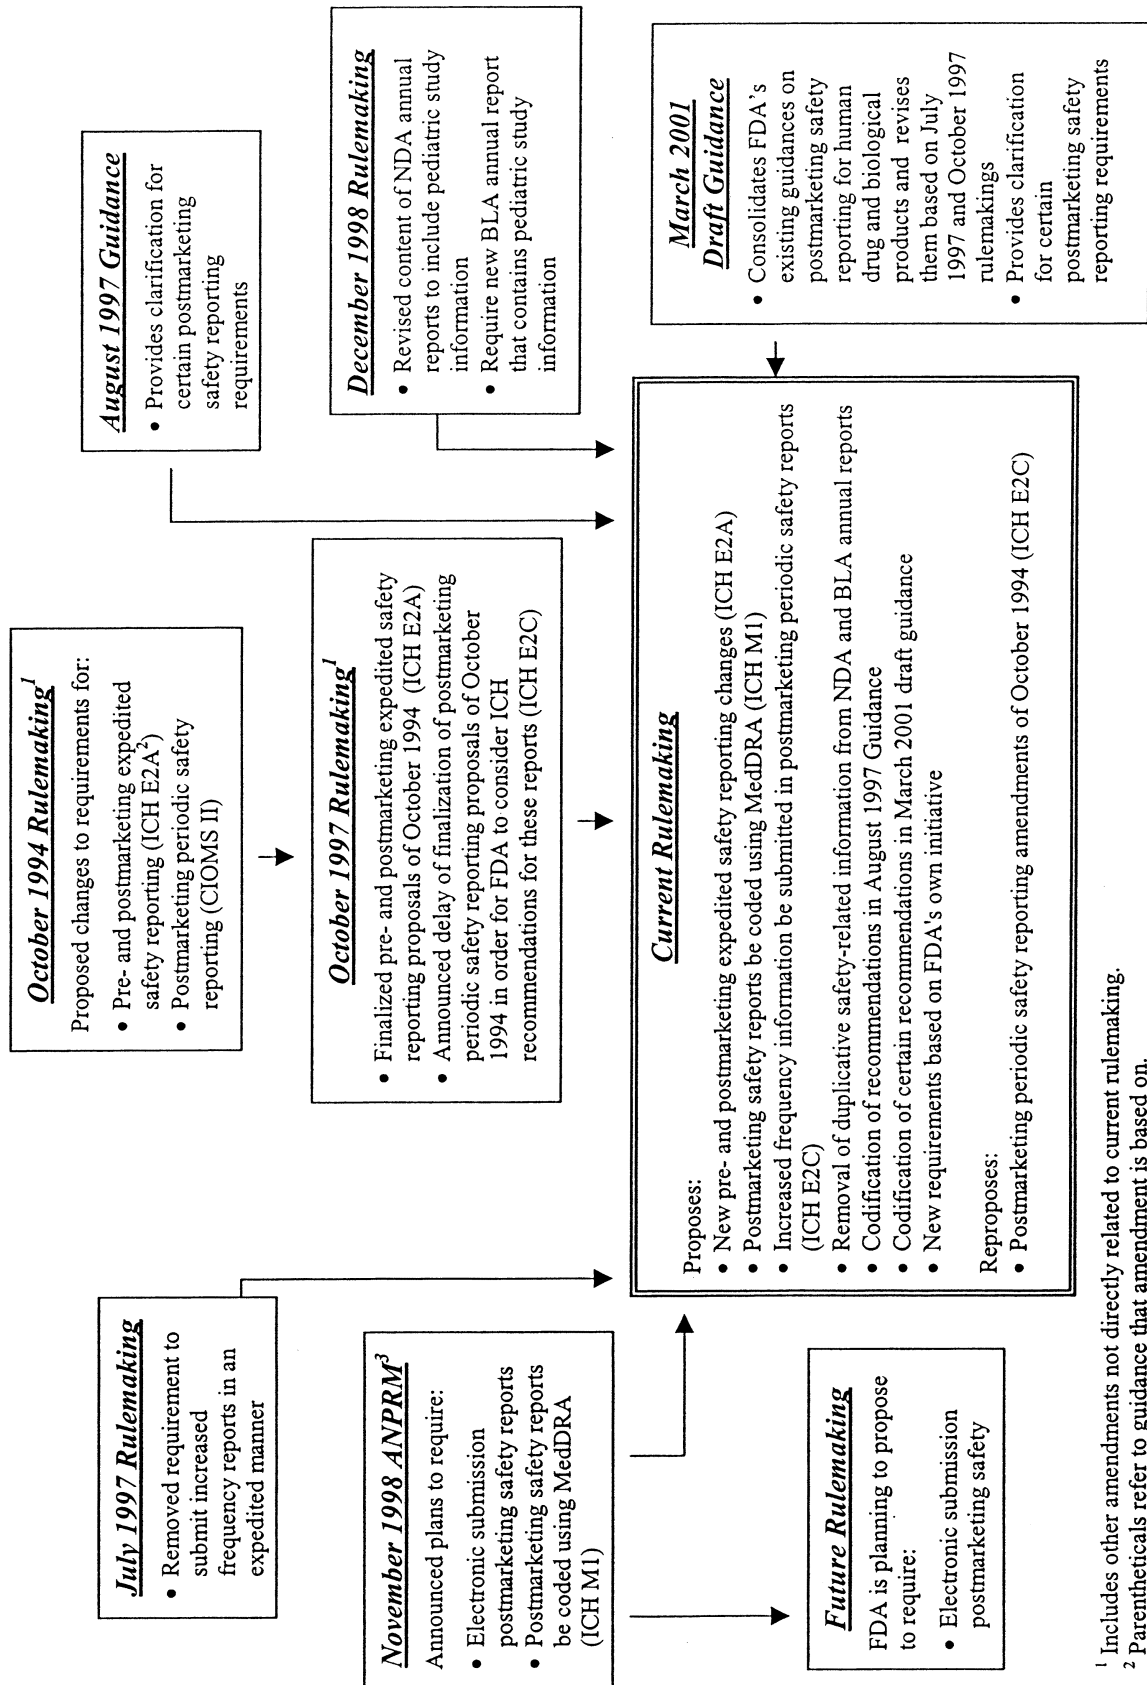 October 1994 Rulemaking1
Proposed changes to requirements for:
• Pre- and postmarketing expedited
safety reporting (ICH E2A2)
• Postmarketing periodic safety
reporting (CIOMS II)
July 1997 Rulemaking
• Removed requirement to
submit increased
frequency reports in an
expedited manner
October 1997 Rulemaking1
• Finalized pre- and postmarketing expedited safety
reporting proposals of October 1994 (ICH E2A)
• Announced delay of finalization of postmarketing
periodic safety reporting proposals of October
1994 in order for FDA to consider ICH
recommendations for these reports (ICH E2C)
August 1997 Guidance
• Provides clarification for
certain postmarketing
safety reporting
requirements
November 1998 ANPRM3
Announced plans to require:
• Electronic submission
postmarketing safety reports
• Postmarketing safety reports
be coded using MedDRA
(ICH M1)
December 1998 Rulemaking
• Revised content of NDA annual
reports to include pediatric study
information
• Require new BLA annual report
that contains pediatric study
information
Current Rulemaking
Proposes:
• New pre- and postmarketing expedited safety reporting changes (ICH E2A)
• Postmarketing safety reports be coded using MedDRA (ICH M1)
• Increased frequency information be submitted in postmarketing periodic safety reports
(ICH E2C)
• Removal of duplicative safety-related information from NDA and BLA annual reports
• Codification of recommendations in August 1997 Guidance
• Codification of certain recommendations in March 2001 draft guidance
• New requirements based on FDA's own initiative
Reproposes:
• Postmarketing periodic safety reporting amendments of October 1994 (ICH E2C)
Future Rulemaking
FDA is planning to propose
to require:
• Electronic submission
postmarketing safety
March 2001
Draft Guidance
• Consolidates FDA's
existing guidances on
postmarketing safety
reporting for human
drug and biological
products and revises
them based on July
1997 and October 1997
rulemakings
• Provides clarification
for certain
postmarketing safety
reporting requirements
1 Includes other amendments not directly related to current rulemaking.
2 Parentheticals refer to guidance that amendment is based on.